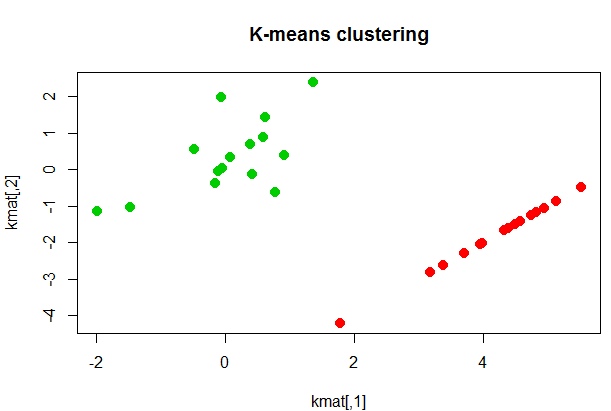 K-means clustering
kmat[,2]
2
1
0
-1
-2
-3
-4
-2 0 2 4
kmat[,1]